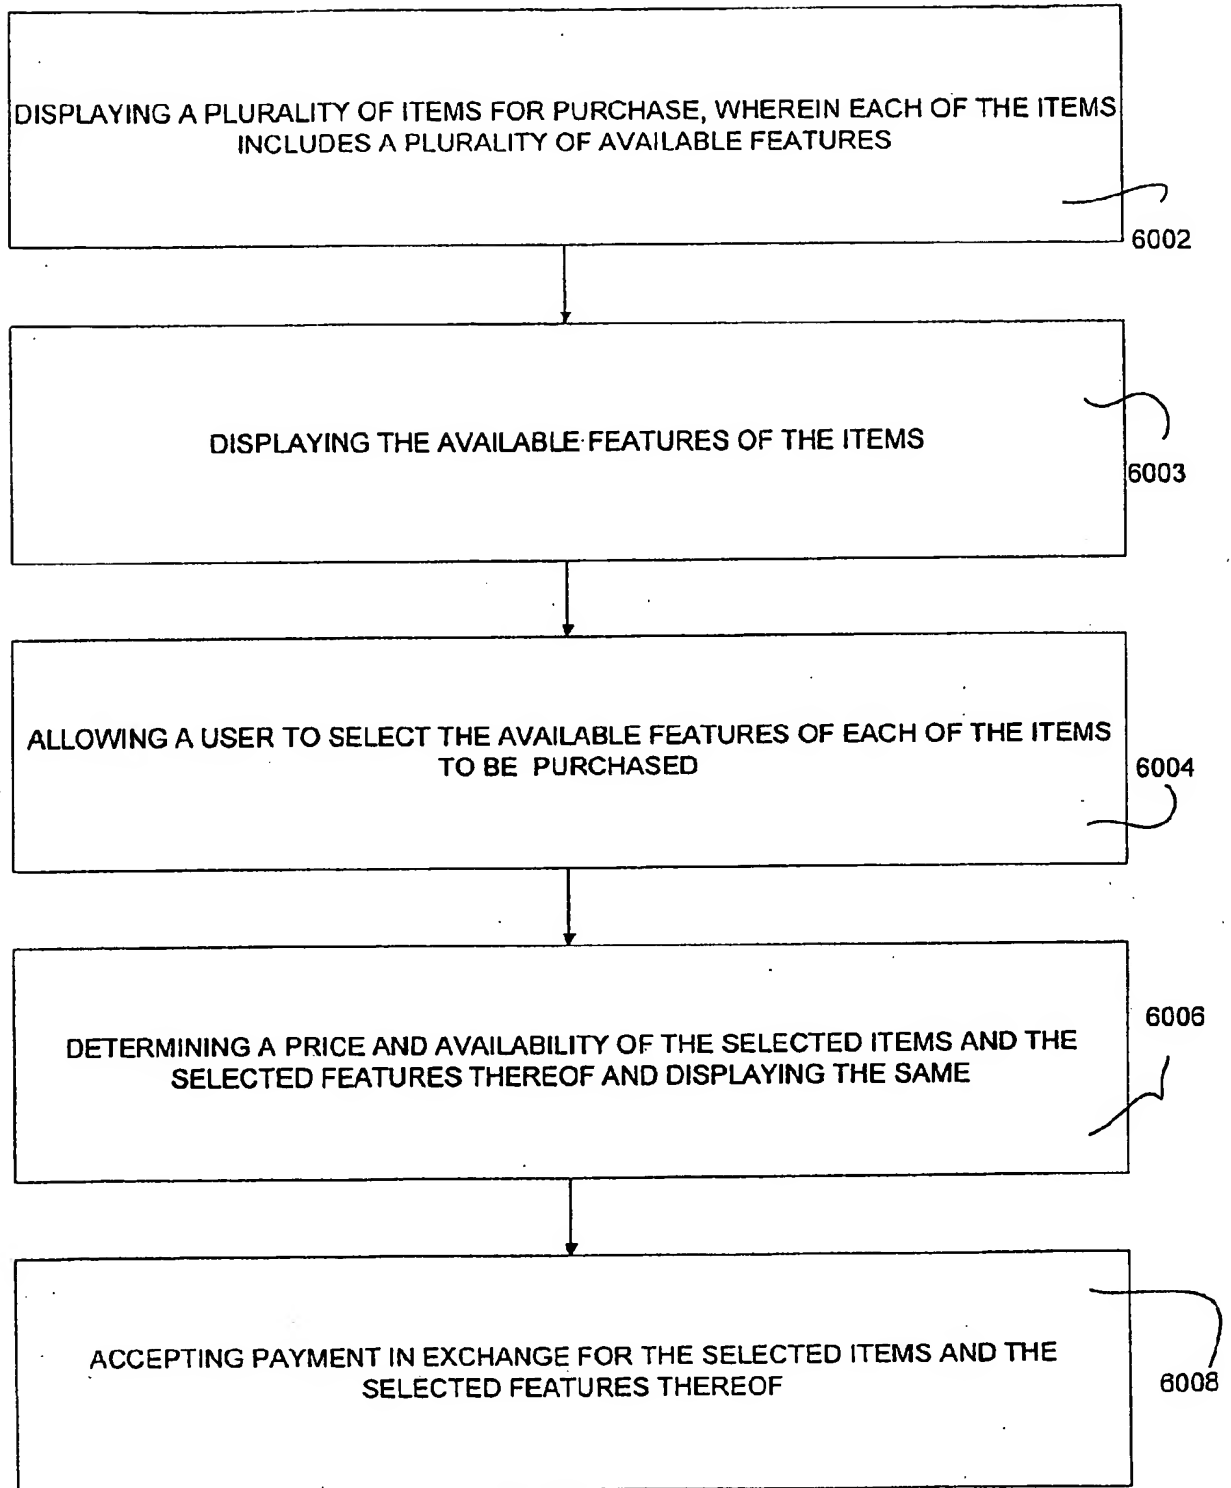 DISPLAYING A PLURALITY OF ITEMS FOR PURCHASE, WHEREIN EACH OF THE ITEMS
INCLUDES A PLURALITY OF AVAILABLE FEATURES
6002
DISPLAYING THE AVAILABLE FEATURES OF THE ITEMS
6003
ALLOWING A USER TO SELECT THE AVAILABLE FEATURES OF EACH OF THE ITEMS
TO BE PURCHASED
6004
DETERMINING A PRICE AND AVAILABILITY OF THE SELECTED ITEMS AND THE
SELECTED FEATURES THEREOF AND DISPLAYING THE SAME
6006
ACCEPTING PAYMENT IN EXCHANGE FOR THE SELECTED ITEMS AND THE
SELECTED FEATURES THEREOF
6008